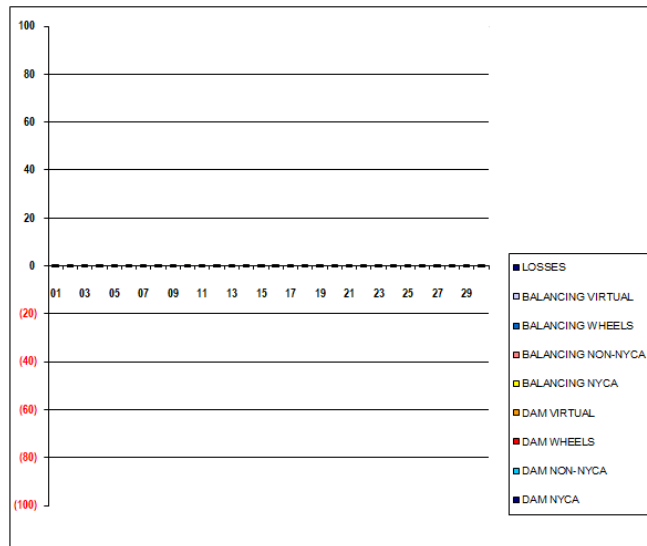 100
80
60
40
20
0
01 03 05 07 09 11 13 15 17 19 21 23 25 27 29
(20)
(40)
(60)
(80)
(100)
LOSSES
BALANCING VIRTUAL
BALANCING WHEELS
BALANCING NON-NYCA
BALANCING NYCA
DAM VIRTUAL
DAM WHEELS
DAM NON-NYCA
DAM NYCA